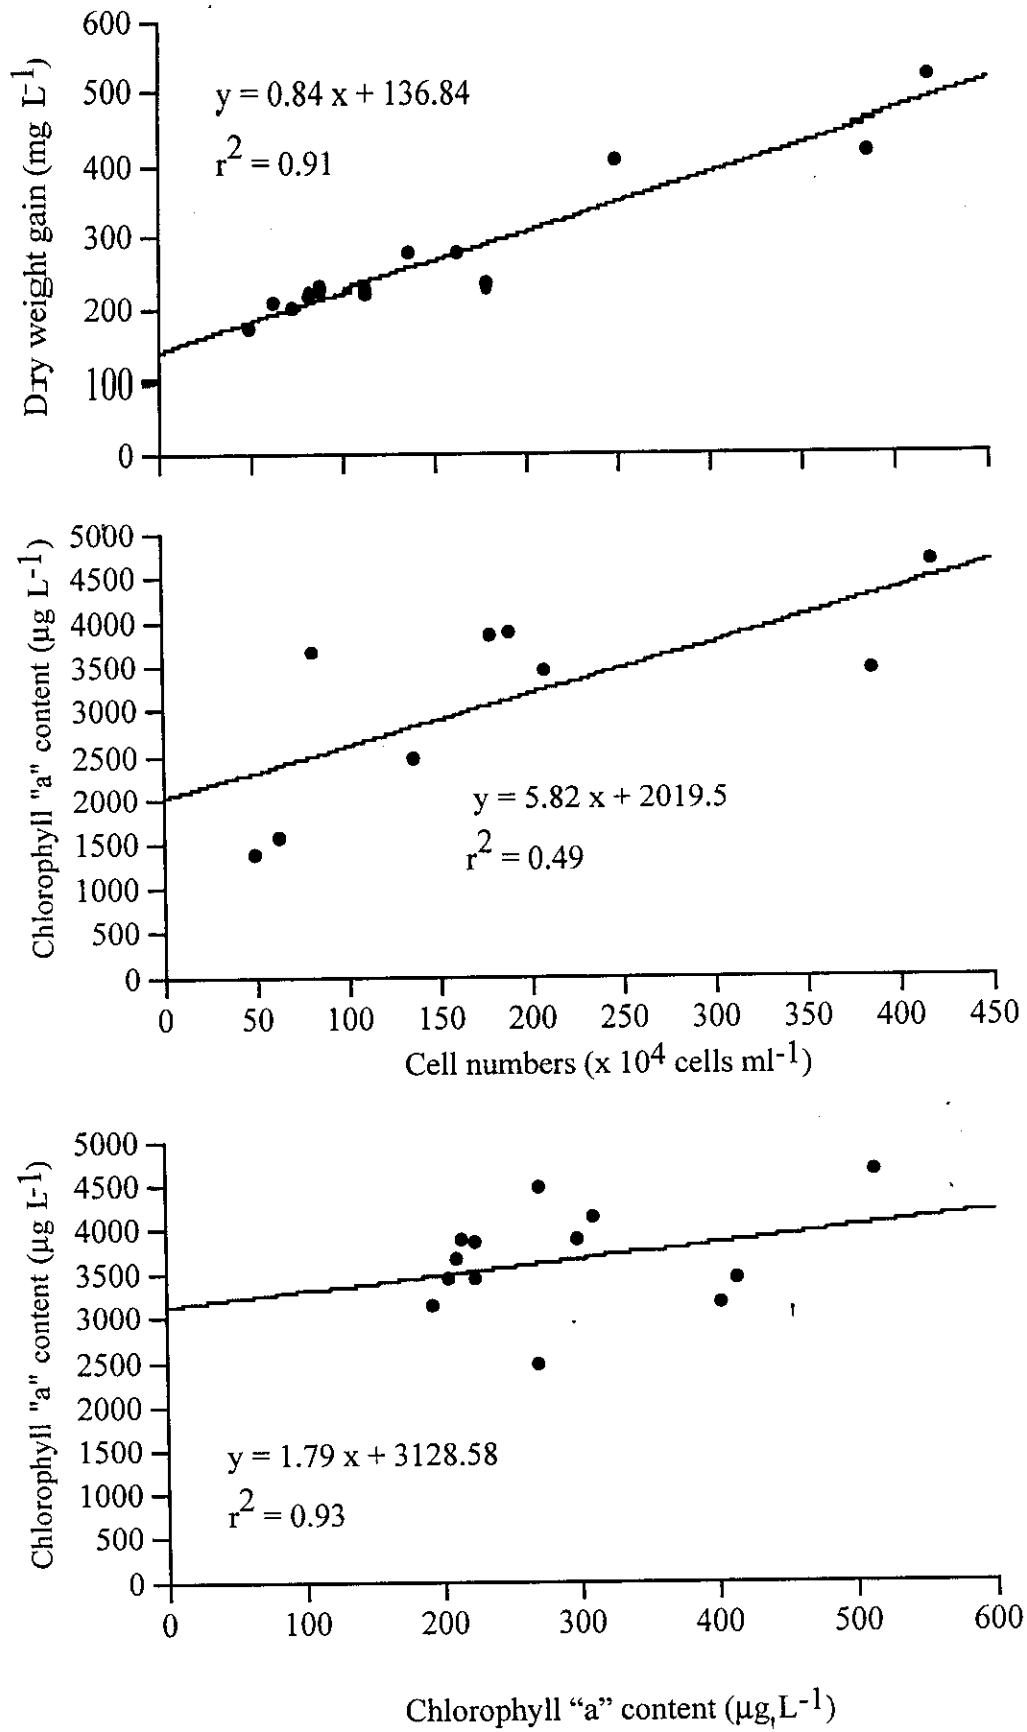 600
500
400
300
200
100
0
Dry weight gain (mg L-1)
y = 0.84 x + 136.84
r2 = 0.91
5000
4500
4000
3500
3000
2500
2000
1500
1000
500
0
Chlorophyll "a" content (µg L-1)
y = 5.82 x + 2019.5
r2 = 0.49
0 50 100 150 200 250 300 350 400 450
Cell numbers (x 104 cells ml-1)
5000
4500
4000
3500
3000
2500
2000
1500
1000
500
0
Chlorophyll "a" content (µg L-1)
y = 1.79 x + 3128.58
r2 = 0.93
0 100 200 300 400 500 600
Chlorophyll “a” content (µg L-1)